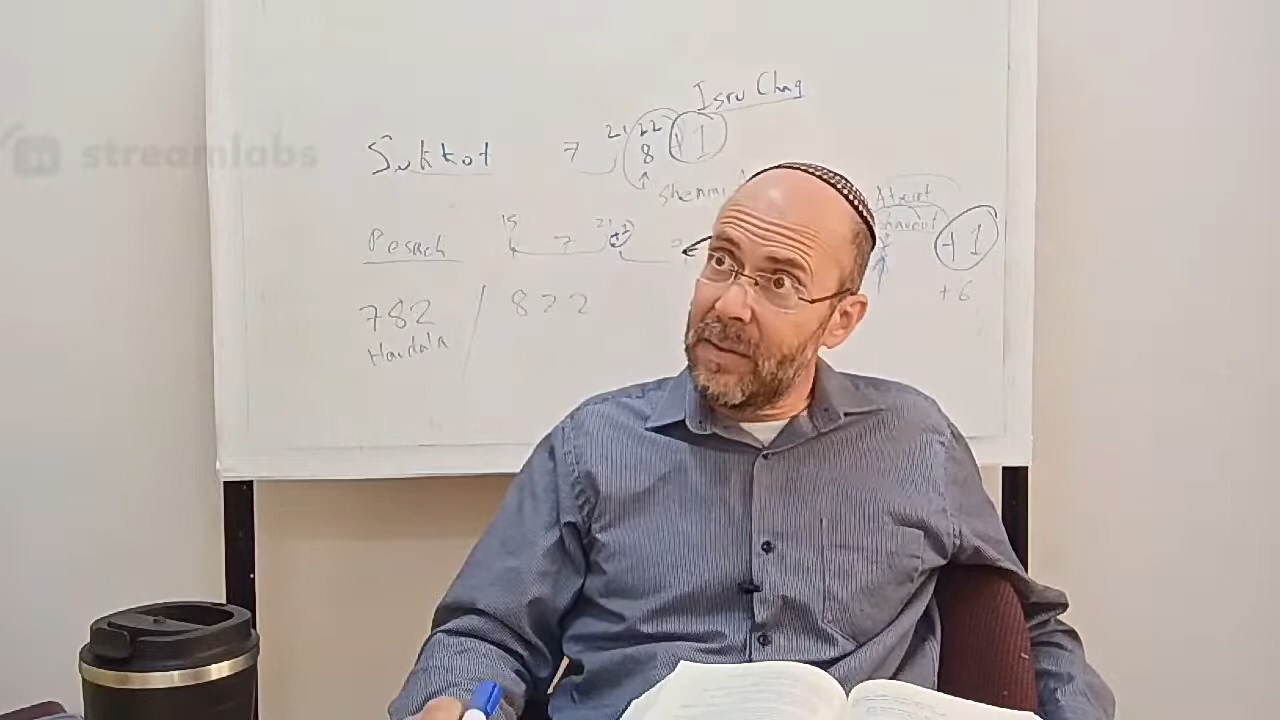 Isru Chag
Sukkot 7 21 22 +1
8
streamlabs
Shemini
Atzeret
15 21
Pesach 7 +2 +1
782 / 822 +6
Havdala